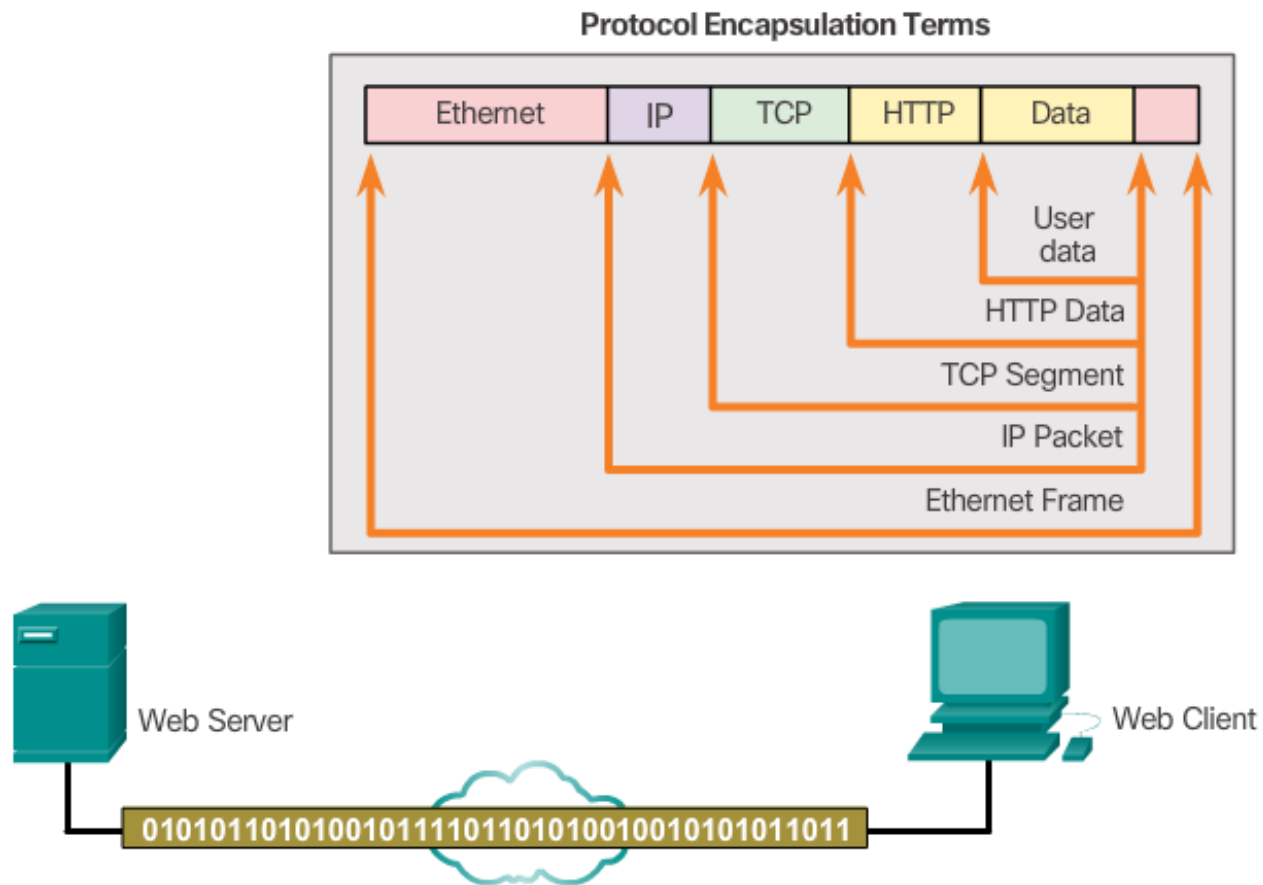 Protocol Encapsulation Terms
Ethernet IP TCP HTTP Data
User
data
HTTP Data
TCP Segment
IP Packet
Ethernet Frame
Web Server
Web Client
010101101010010111101101010010010101011011